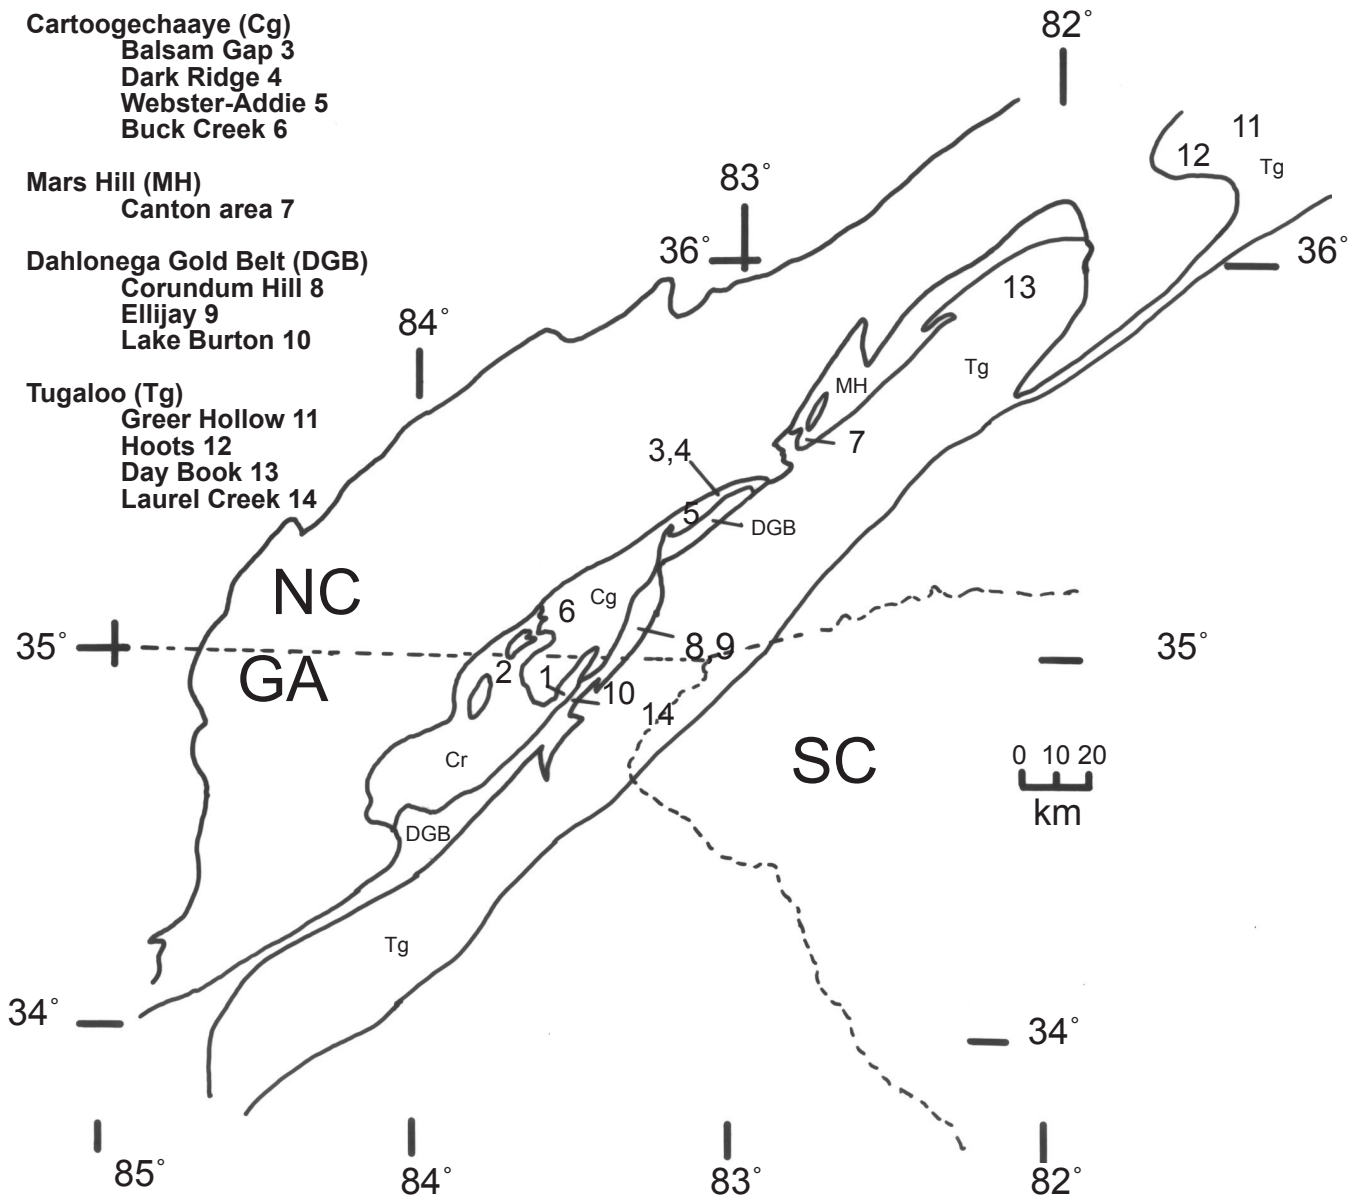 Cartoogechaaye (Cg)
Balsam Gap 3
Dark Ridge 4
Webster-Addie 5
Buck Creek 6
Mars Hill (MH)
Canton area 7
Dahlonega Gold Belt (DGB)
Corundum Hill 8
Ellijay 9
Lake Burton 10
Tugaloo (Tg)
Greer Hollow 11
Hoots 12
Day Book 13
Laurel Creek 14
82°
11
12
Tg
83°
36°
36°
13
84°
Tg
MH
7
3,4
5
DGB
NC
Cg
6
35°
8,9
35°
GA
2
1
10
14
Cr
SC
0 10 20
km
DGB
Tg
34°
34°
85°
84°
83°
82°